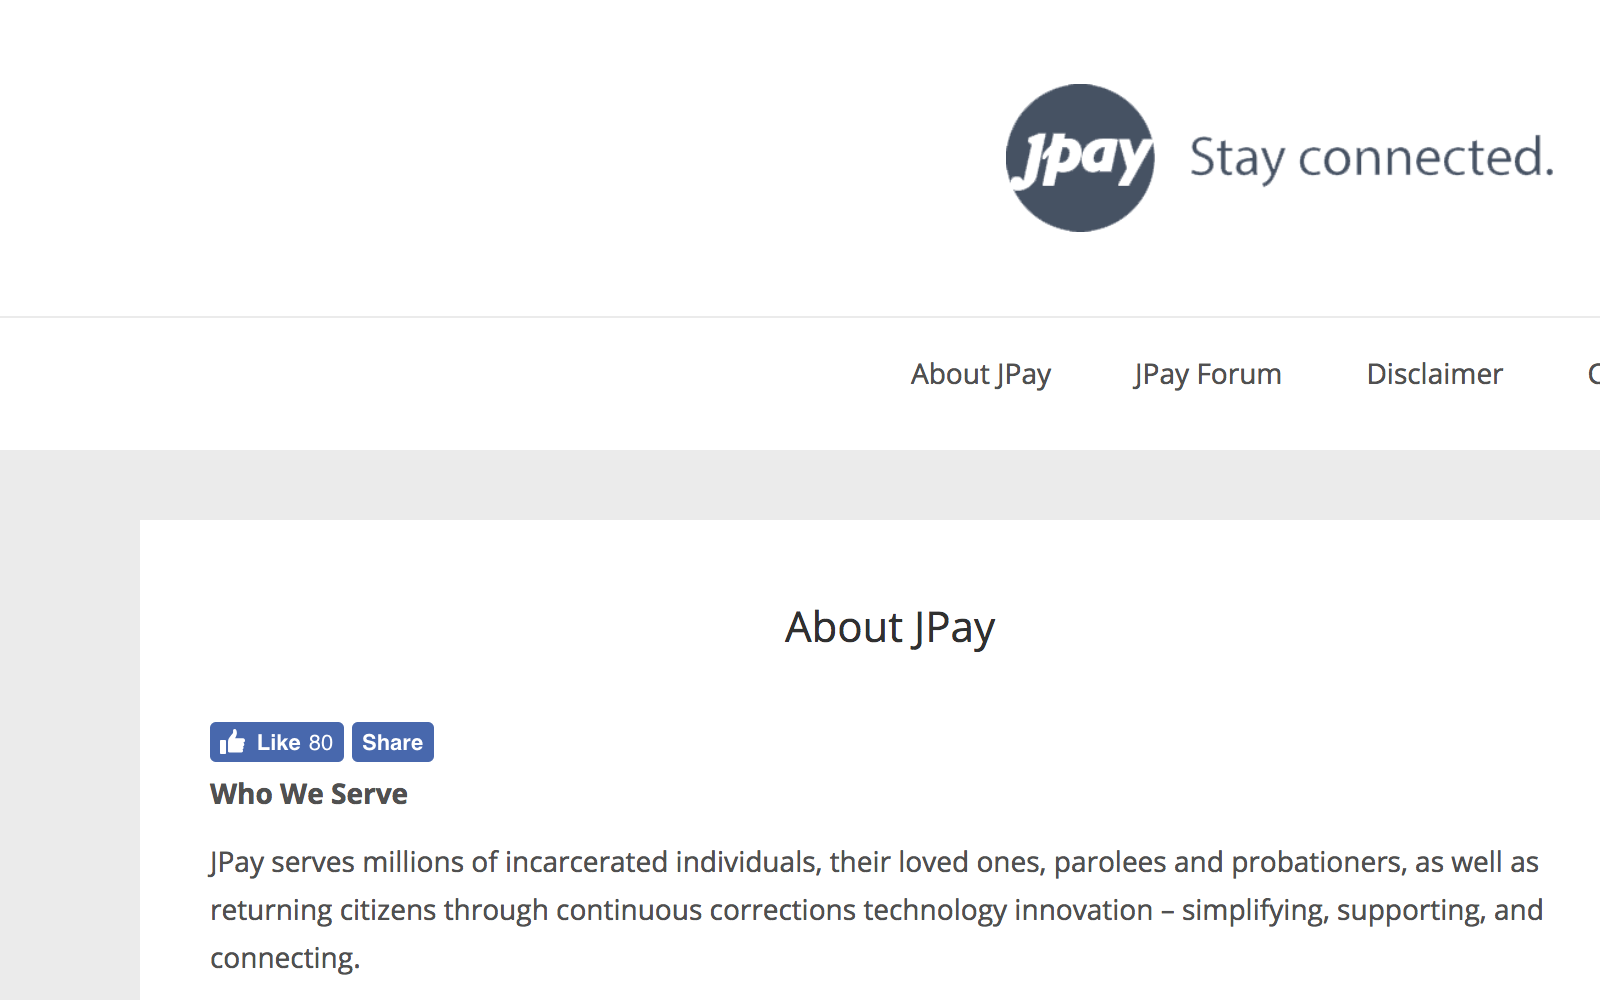 jpay Stay connected.
About JPay JPay Forum Disclaimer
About JPay
Like 80 Share
Who We Serve
JPay serves millions of incarcerated individuals, their loved ones, parolees and probationers, as well as
returning citizens through continuous corrections technology innovation – simplifying, supporting, and
connecting.